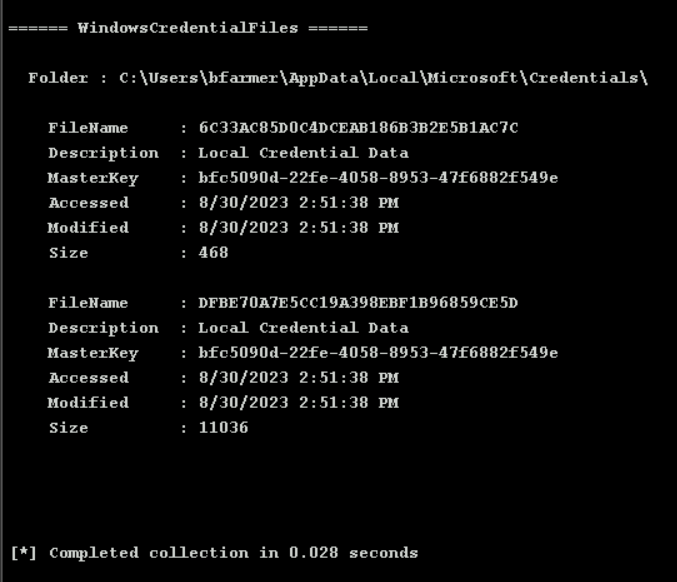 ====== WindowsCredentialFiles ======
Folder : C:\Users\bfarmer\AppData\Local\Microsoft\Credentials\
FileName : 6C33AC85D0C4DCEAB186B3B2E5B1AC7C
Description : Local Credential Data
MasterKey : bfc5090d-22fe-4058-8953-47f6882f549e
Accessed : 8/30/2023 2:51:38 PM
Modified : 8/30/2023 2:51:38 PM
Size : 468
FileName : DFBE70A7E5CC19A398EBF1B96859CE5D
Description : Local Credential Data
MasterKey : bfc5090d-22fe-4058-8953-47f6882f549e
Accessed : 8/30/2023 2:51:38 PM
Modified : 8/30/2023 2:51:38 PM
Size : 11036
[*] Completed collection in 0.028 seconds